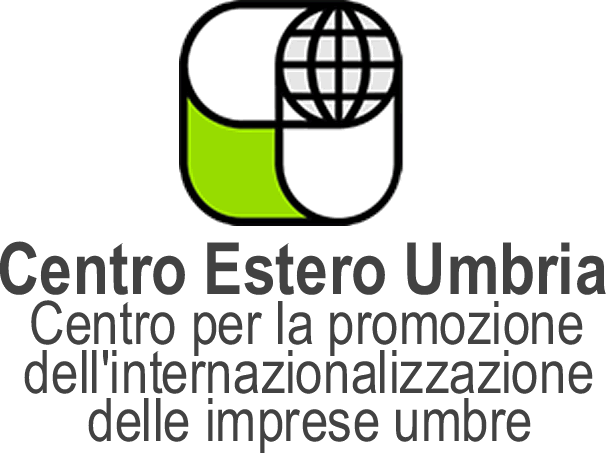 Centro Estero Umbria
Centro per la promozione
dell'internazionalizzazione
delle imprese umbre